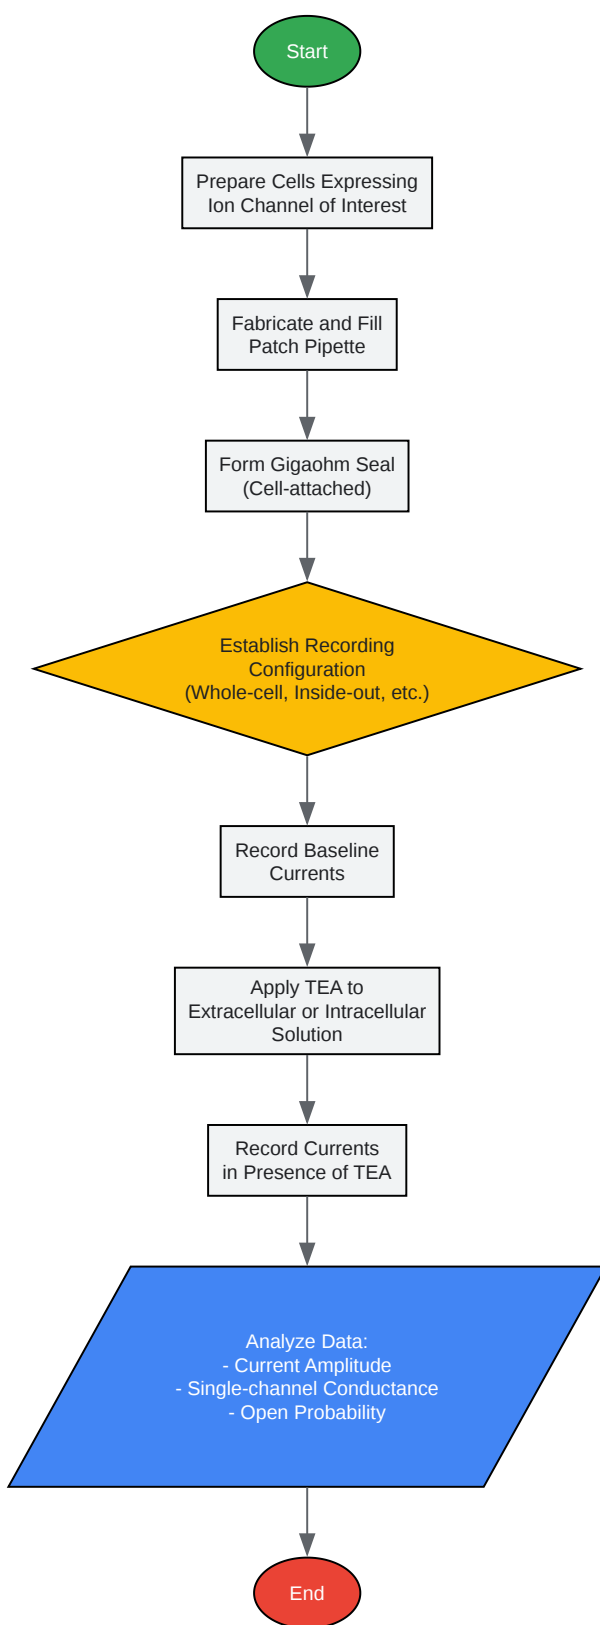 Start
Prepare Cells Expressing
Ion Channel of Interest
Fabricate and Fill
Patch Pipette
Form Gigaohm Seal
(Cell-attached)
Establish Recording
Configuration
(Whole-cell, Inside-out, etc.)
Record Baseline
Currents
Apply TEA to
Extracellular or Intracellular
Solution
Record Currents
in Presence of TEA
Analyze Data:
- Current Amplitude
- Single-channel Conductance
- Open Probability
End